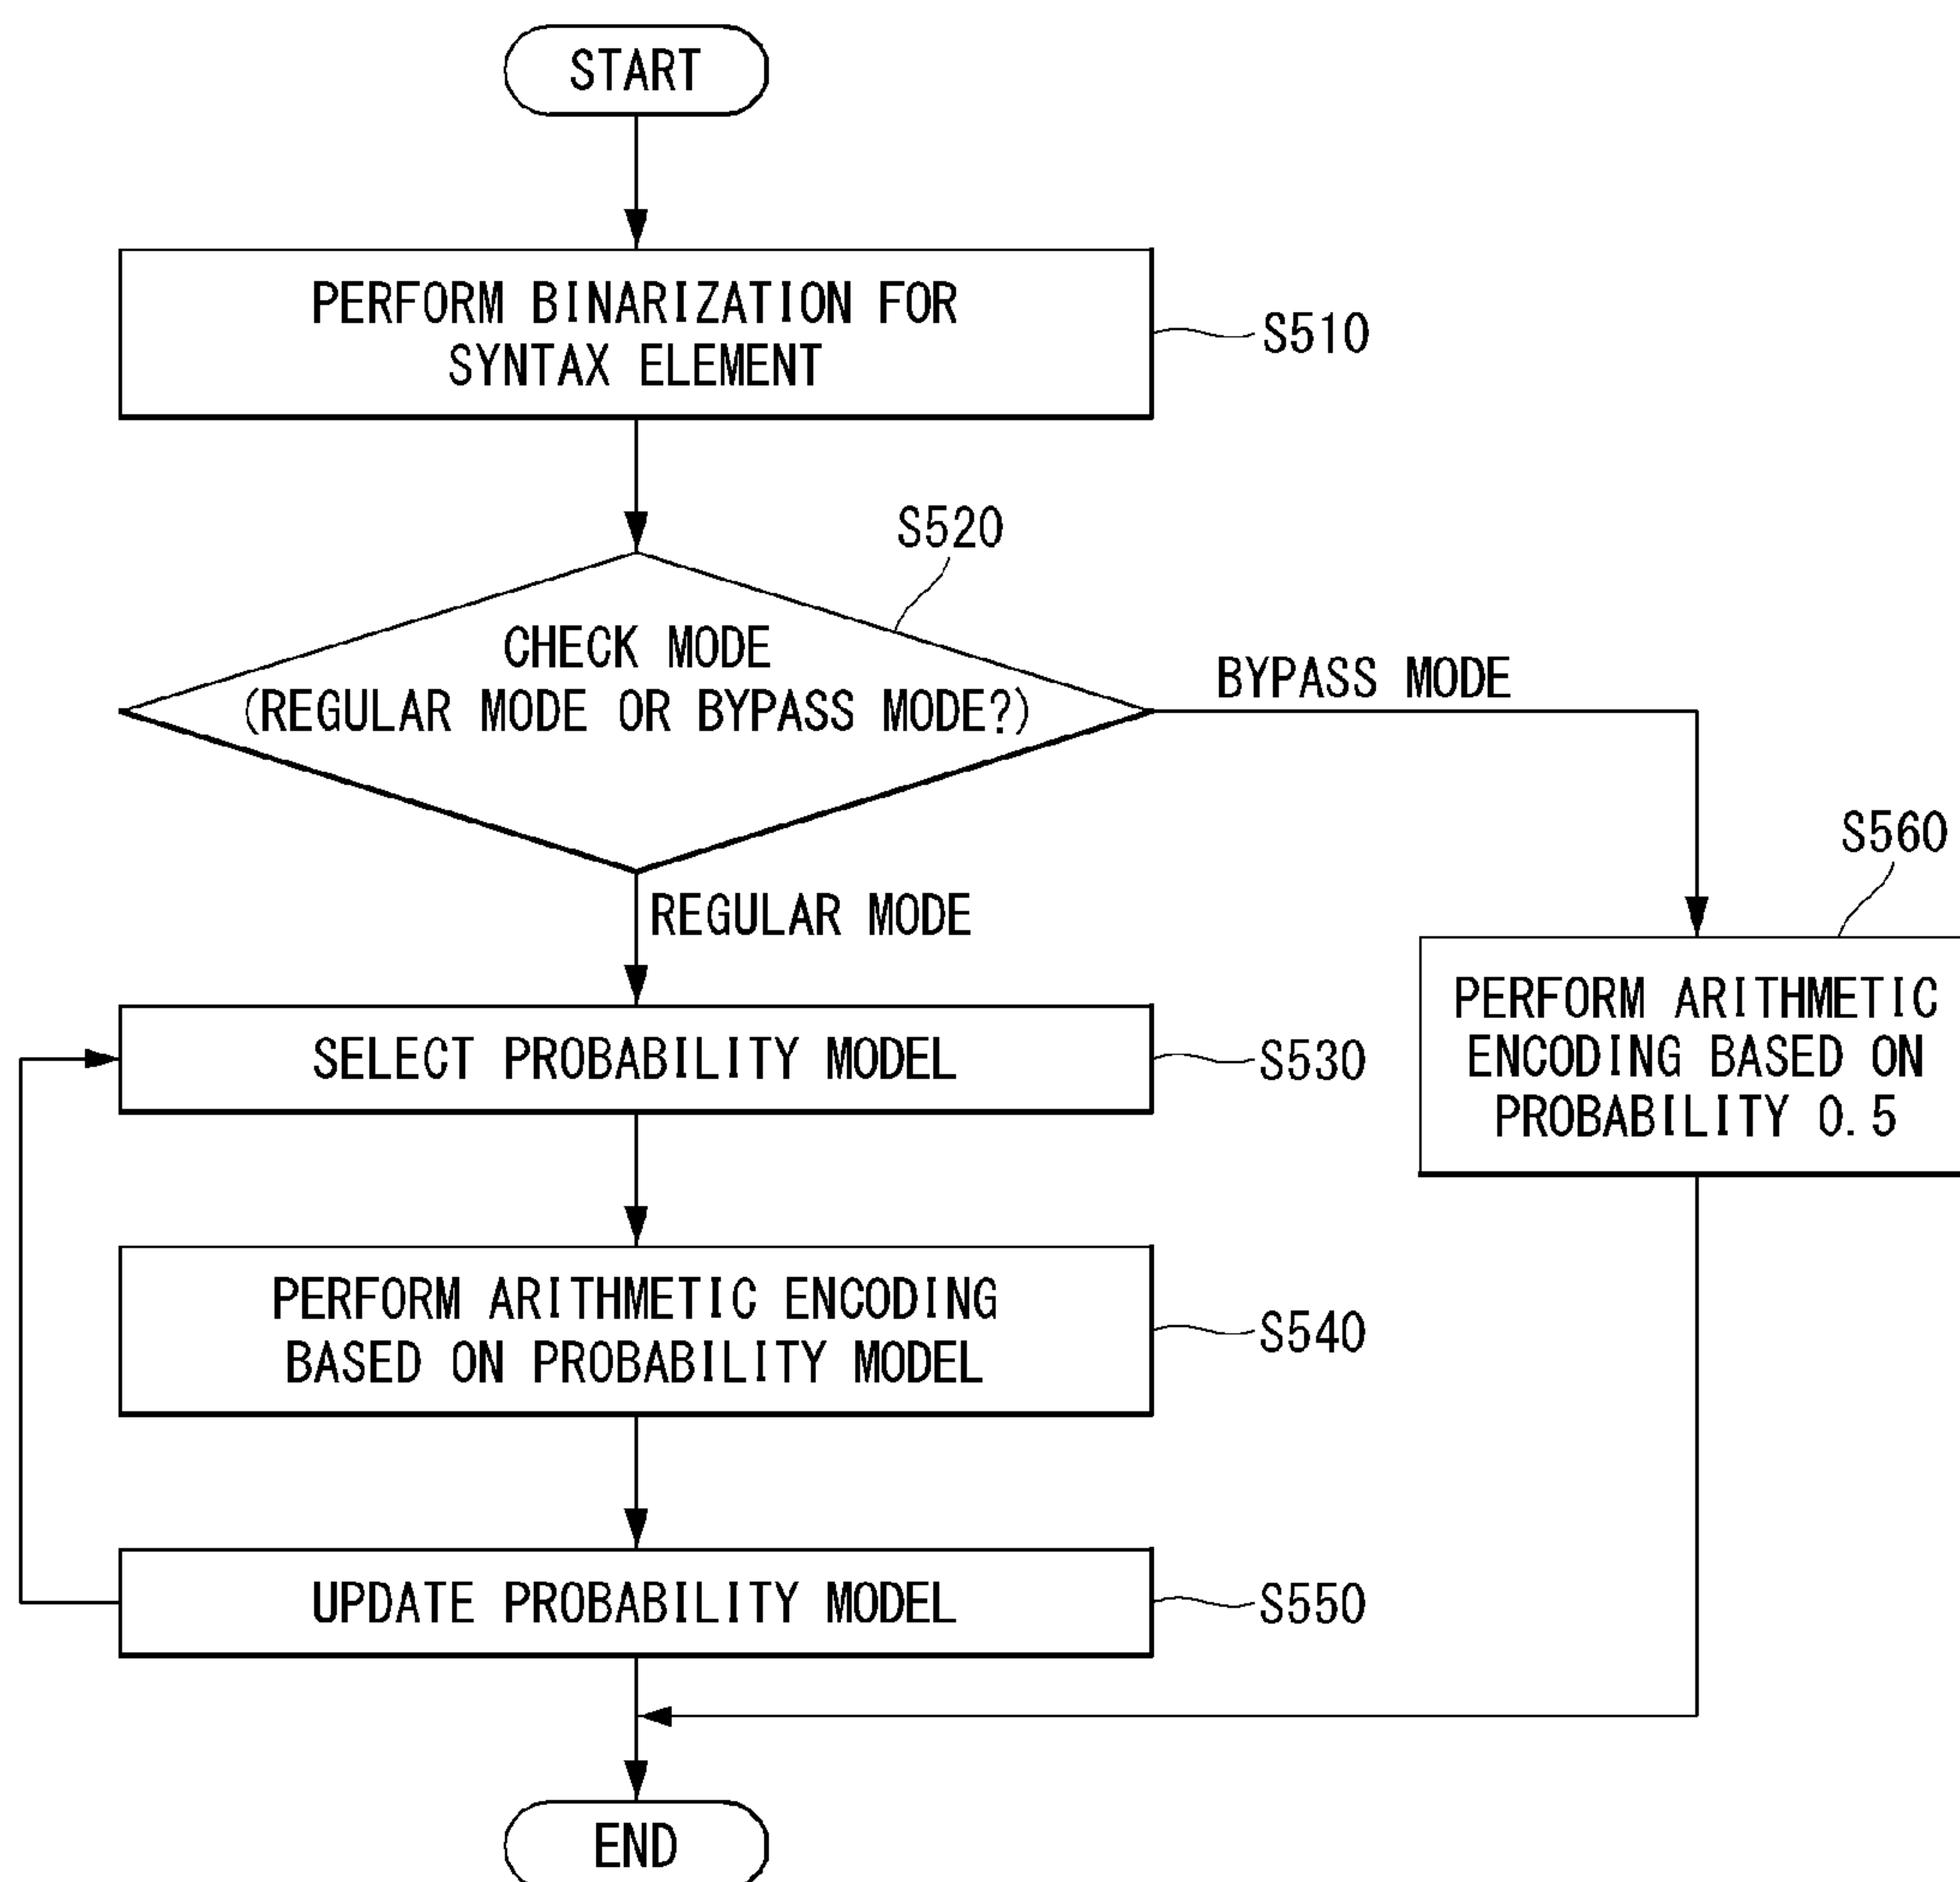 START
PERFORM BINARIZATION FOR
SYNTAX ELEMENT
S510
S520
CHECK MODE
(REGULAR MODE OR BYPASS MODE?)
BYPASS MODE
REGULAR MODE
S560
PERFORM ARITHMETIC
ENCODING BASED ON
PROBABILITY 0.5
SELECT PROBABILITY MODEL
S530
PERFORM ARITHMETIC ENCODING
BASED ON PROBABILITY MODEL
S540
UPDATE PROBABILITY MODEL
S550
END